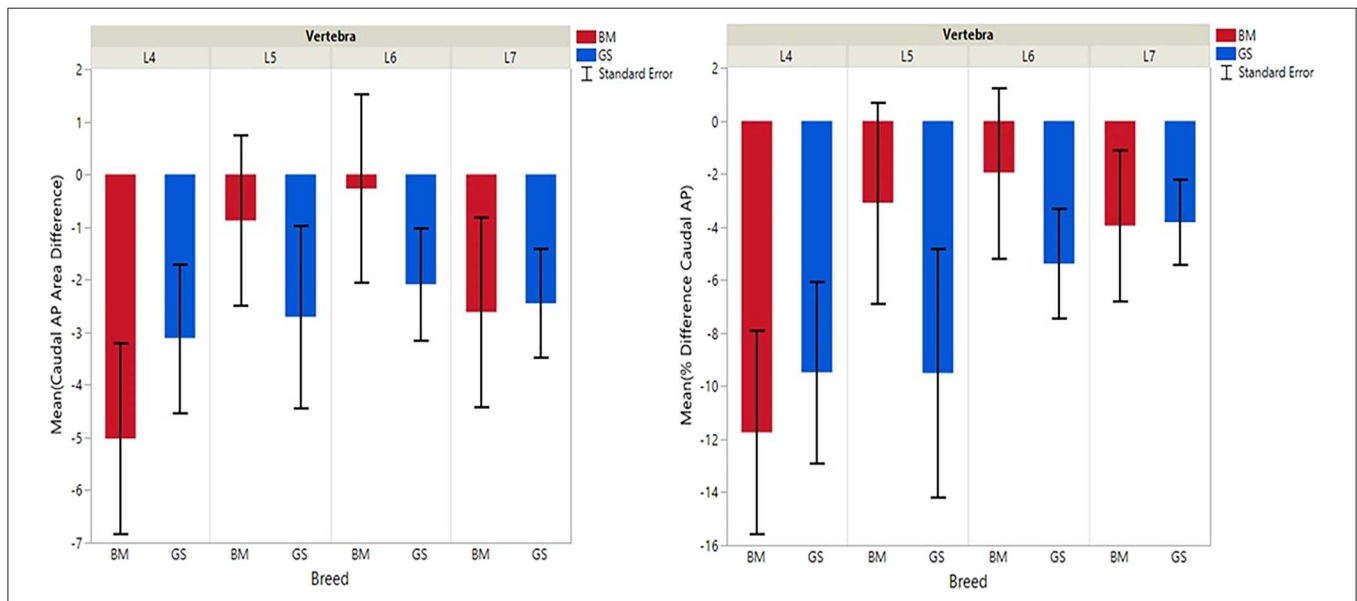 Vertebra
L4 L5 L6 L7
BM
GS
Standard Error
Mean(Caudal AP Area Difference)
2
1
0
-1
-2
-3
-4
-5
-6
-7
BM GS BM GS BM GS BM GS
Breed
Vertebra
L4 L5 L6 L7
BM
GS
Standard Error
Mean(% Difference Caudal AP)
2
0
-2
-4
-6
-8
-10
-12
-14
-16
BM GS BM GS BM GS BM GS
Breed